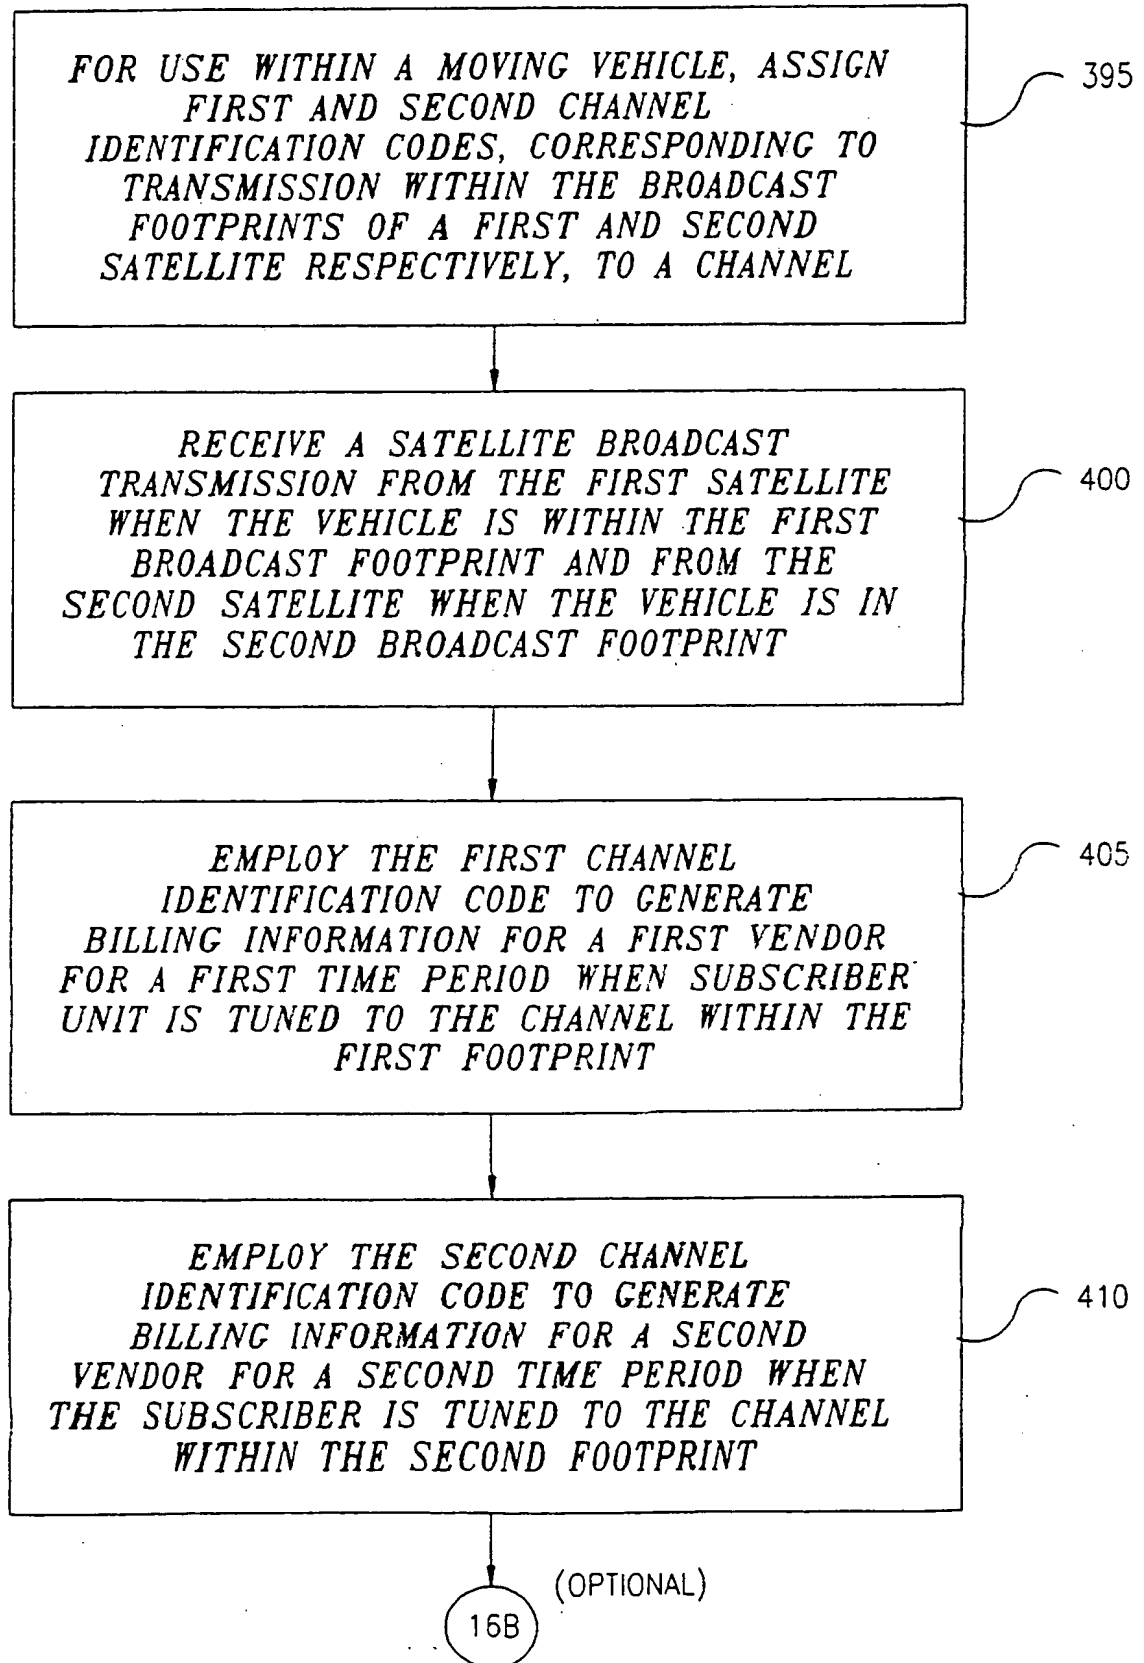 FOR USE WITHIN A MOVING VEHICLE, ASSIGN
FIRST AND SECOND CHANNEL
IDENTIFICATION CODES, CORRESPONDING TO
TRANSMISSION WITHIN THE BROADCAST
FOOTPRINTS OF A FIRST AND SECOND
SATELLITE RESPECTIVELY, TO A CHANNEL
395
RECEIVE A SATELLITE BROADCAST
TRANSMISSION FROM THE FIRST SATELLITE
WHEN THE VEHICLE IS WITHIN THE FIRST
BROADCAST FOOTPRINT AND FROM THE
SECOND SATELLITE WHEN THE VEHICLE IS IN
THE SECOND BROADCAST FOOTPRINT
400
EMPLOY THE FIRST CHANNEL
IDENTIFICATION CODE TO GENERATE
BILLING INFORMATION FOR A FIRST VENDOR
FOR A FIRST TIME PERIOD WHEN SUBSCRIBER
UNIT IS TUNED TO THE CHANNEL WITHIN THE
FIRST FOOTPRINT
405
EMPLOY THE SECOND CHANNEL
IDENTIFICATION CODE TO GENERATE
BILLING INFORMATION FOR A SECOND
VENDOR FOR A SECOND TIME PERIOD WHEN
THE SUBSCRIBER IS TUNED TO THE CHANNEL
WITHIN THE SECOND FOOTPRINT
410
(OPTIONAL)
16B